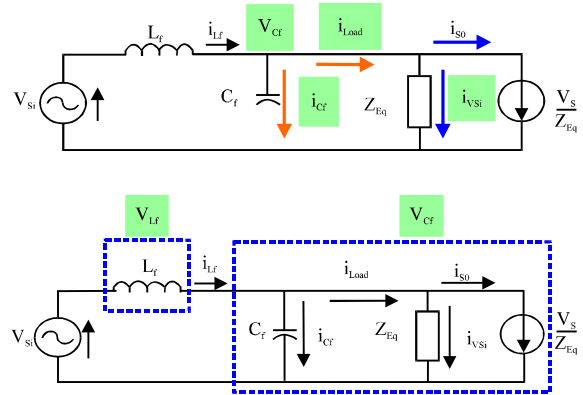 V_Cf i_Load i_S0
L_f i_Lf
V_Si C_f i_Cf Z_Eq i_VSi V_S/Z_Eq
V_Lf V_Cf
L_f i_Lf i_Load i_S0
V_Si C_f i_Cf Z_Eq i_VSi V_S/Z_Eq